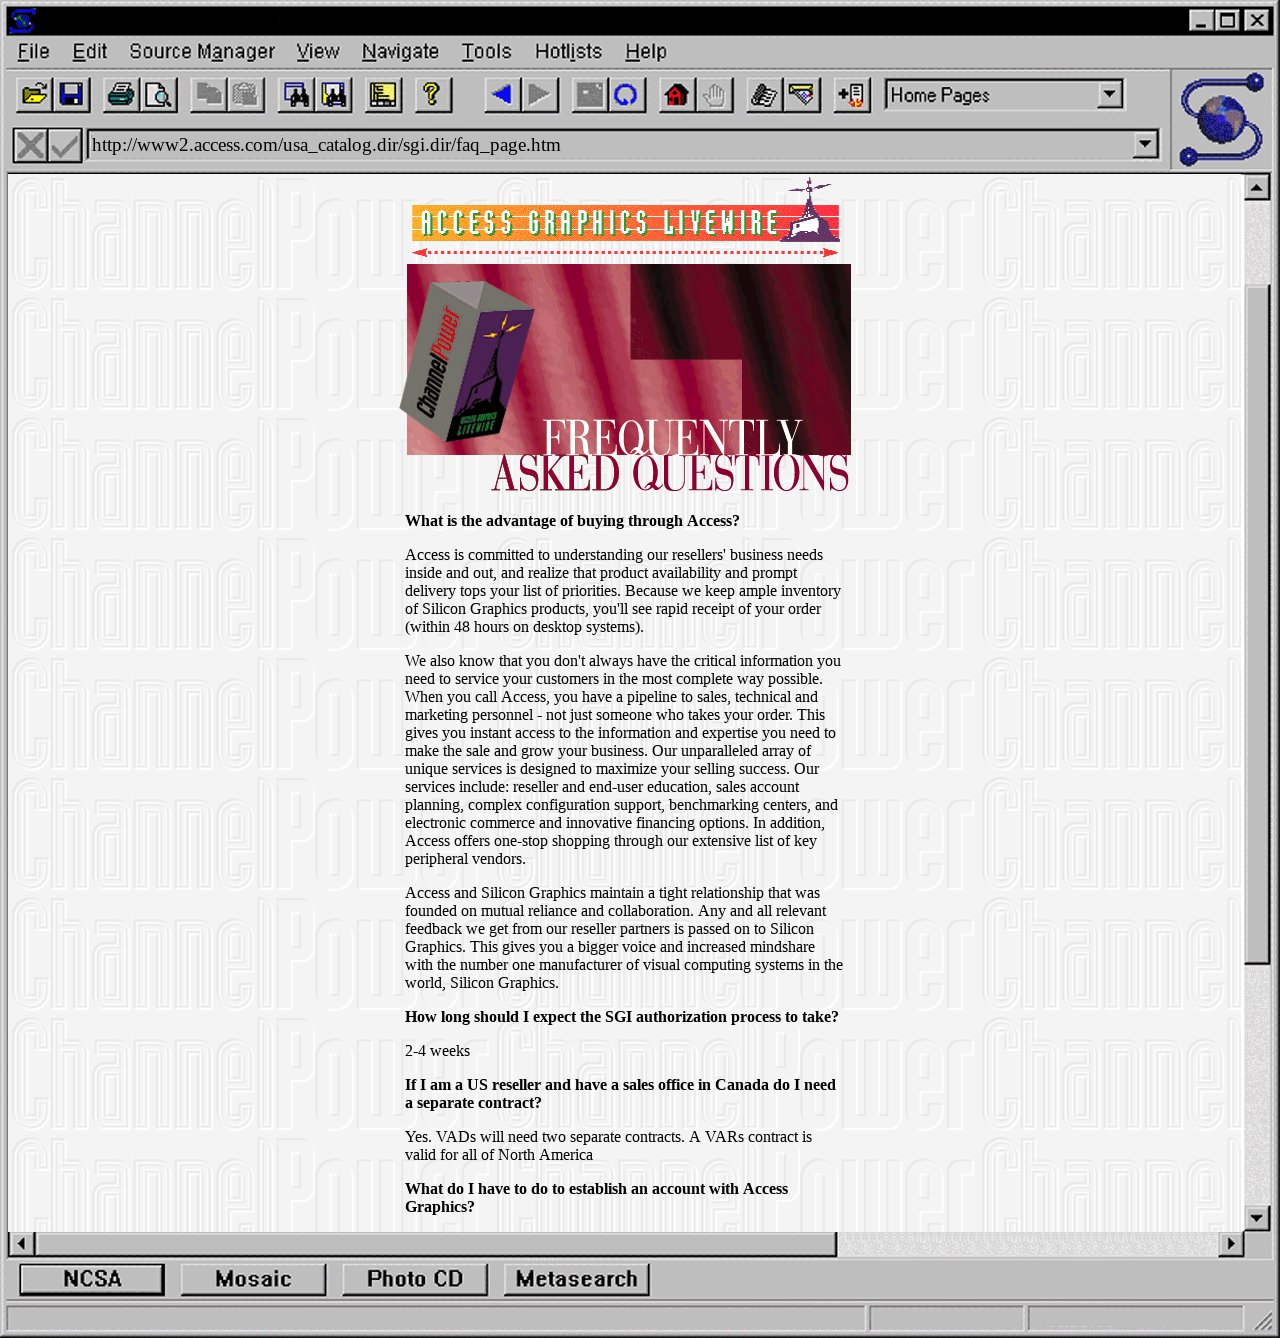 File Edit Source Manager View Navigate Tools Hotlists Help
Home Pages
http://www2.access.com/usa_catalog.dir/sgi.dir/faq_page.htm
ACCESS GRAPHICS LIVEWIRE
ChannelPower
ACCESS GRAPHICS
LIVEWIRE
FREQUENTLY
ASKED QUESTIONS
What is the advantage of buying through Access?
Access is committed to understanding our resellers' business needs
inside and out, and realize that product availability and prompt
delivery tops your list of priorities. Because we keep ample inventory
of Silicon Graphics products, you'll see rapid receipt of your order
(within 48 hours on desktop systems).
We also know that you don't always have the critical information you
need to service your customers in the most complete way possible.
When you call Access, you have a pipeline to sales, technical and
marketing personnel - not just someone who takes your order. This
gives you instant access to the information and expertise you need to
make the sale and grow your business. Our unparalleled array of
unique services is designed to maximize your selling success. Our
services include: reseller and end-user education, sales account
planning, complex configuration support, benchmarking centers, and
electronic commerce and innovative financing options. In addition,
Access offers one-stop shopping through our extensive list of key
peripheral vendors.
Access and Silicon Graphics maintain a tight relationship that was
founded on mutual reliance and collaboration. Any and all relevant
feedback we get from our reseller partners is passed on to Silicon
Graphics. This gives you a bigger voice and increased mindshare
with the number one manufacturer of visual computing systems in the
world, Silicon Graphics.
How long should I expect the SGI authorization process to take?
2-4 weeks
If I am a US reseller and have a sales office in Canada do I need
a separate contract?
Yes. VADs will need two separate contracts. A VARs contract is
valid for all of North America
What do I have to do to establish an account with Access
Graphics?
NCSA Mosaic Photo CD Metasearch